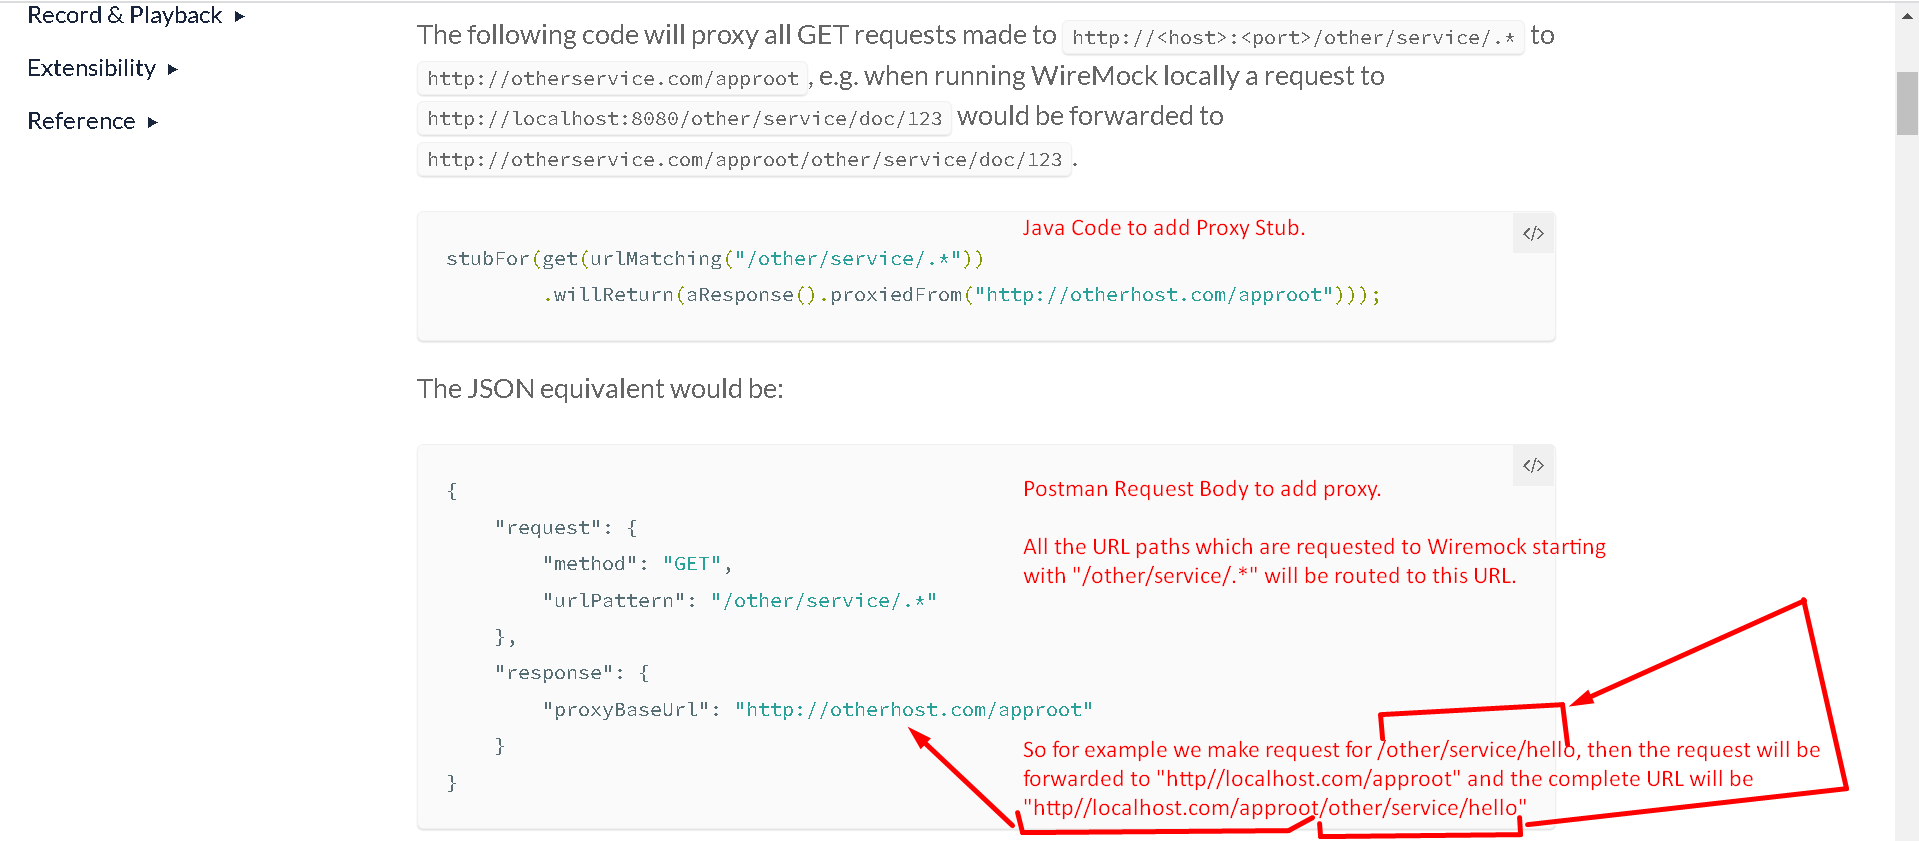 Record & Playback ▶
Extensibility ▶
Reference ▶
The following code will proxy all GET requests made to http://<host>:<port>/other/service/.* to
http://otherservice.com/approot , e.g. when running WireMock locally a request to
http://localhost:8080/other/service/doc/123 would be forwarded to
http://otherservice.com/approot/other/service/doc/123 .
Java Code to add Proxy Stub.
</>
stubFor(get(urlMatching("/other/service/.*"))
        .willReturn(aResponse().proxiedFrom("http://otherhost.com/approot")));
The JSON equivalent would be:
</>
{
    "request": {
        "method": "GET",
        "urlPattern": "/other/service/.*"
    },
    "response": {
        "proxyBaseUrl": "http://otherhost.com/approot"
    }
}
Postman Request Body to add proxy.
All the URL paths which are requested to Wiremock starting
with "/other/service/.*" will be routed to this URL.
So for example we make request for /other/service/hello, then the request will be
forwarded to "http//localhost.com/approot" and the complete URL will be
"http//localhost.com/approot/other/service/hello"